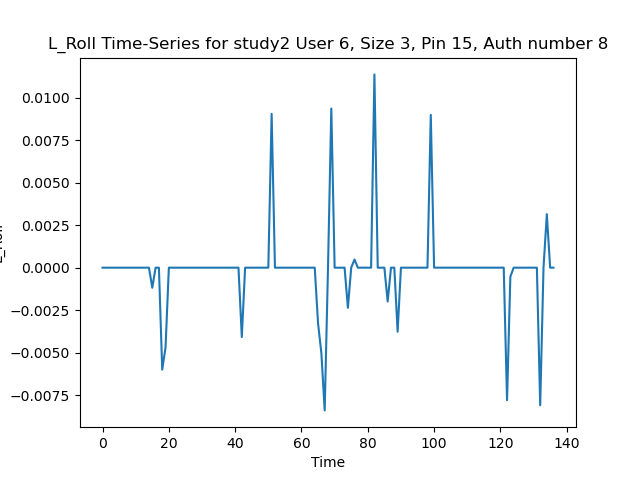 L_Roll Time-Series for study2 User 6, Size 3, Pin 15, Auth number 8
0.0100
0.0075
0.0050
0.0025
0.0000
−0.0025
−0.0050
−0.0075
L_Roll
0 20 40 60 80 100 120 140
Time